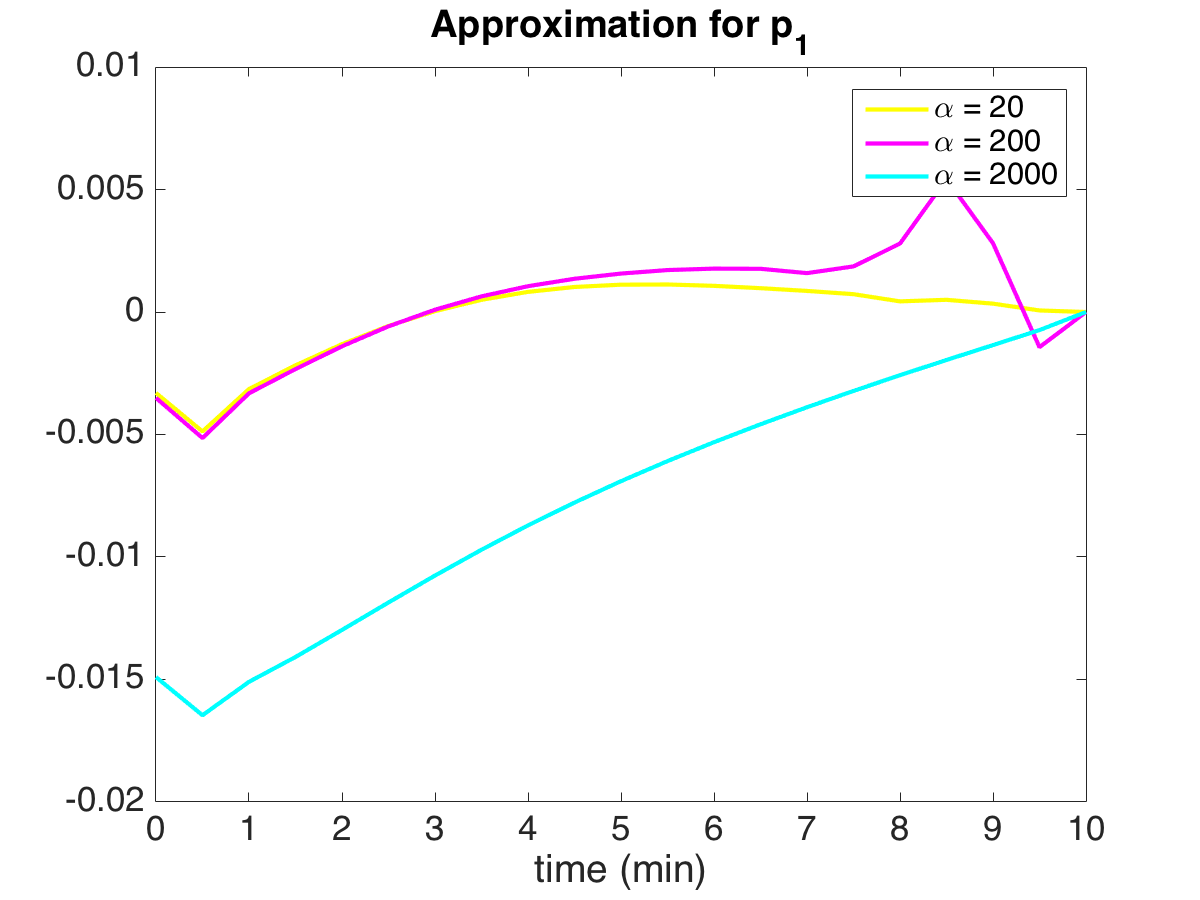 Approximation for p1
0.01
0.005
0
-0.005
-0.01
-0.015
-0.02
α = 20
α = 200
α = 2000
0 1 2 3 4 5 6 7 8 9 10
time (min)